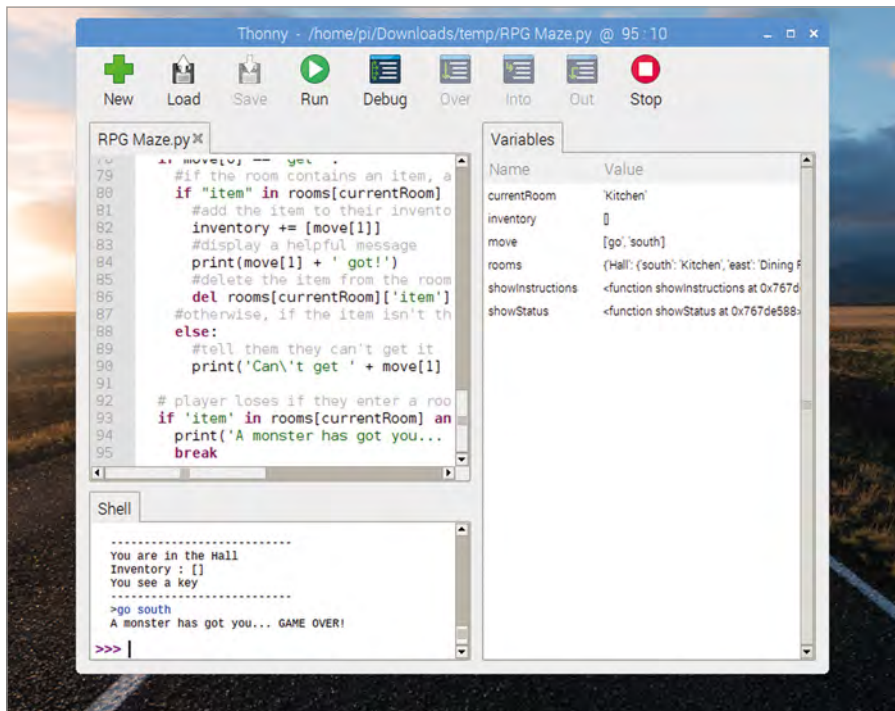 Thonny - /home/pi/Downloads/temp/RPG Maze.py @ 95 : 10
New Load Save Run Debug Over Into Out Stop
RPG Maze.py
79 #if the room contains an item, a
80 if "item" in rooms[currentRoom]
81 #add the item to their invento
82 inventory += [move[1]]
83 #display a helpful message
84 print(move[1] + ' got!')
85 #delete the item from the room
86 del rooms[currentRoom]['item']
87 #otherwise, if the item isn't th
88 else:
89 #tell them they can't get it
90 print('Can\'t get ' + move[1]
91
92 # player loses if they enter a roo
93 if 'item' in rooms[currentRoom] an
94 print('A monster has got you...
95 break
Shell
---------------------------
You are in the Hall
Inventory : []
You see a key
---------------------------
>go south
A monster has got you... GAME OVER!
>>>
Variables
Name Value
currentRoom 'Kitchen'
inventory []
move ['go', 'south']
rooms {'Hall': {'south': 'Kitchen', 'east': 'Dining R
showInstructions <function showInstructions at 0x767d
showStatus <function showStatus at 0x767de588>